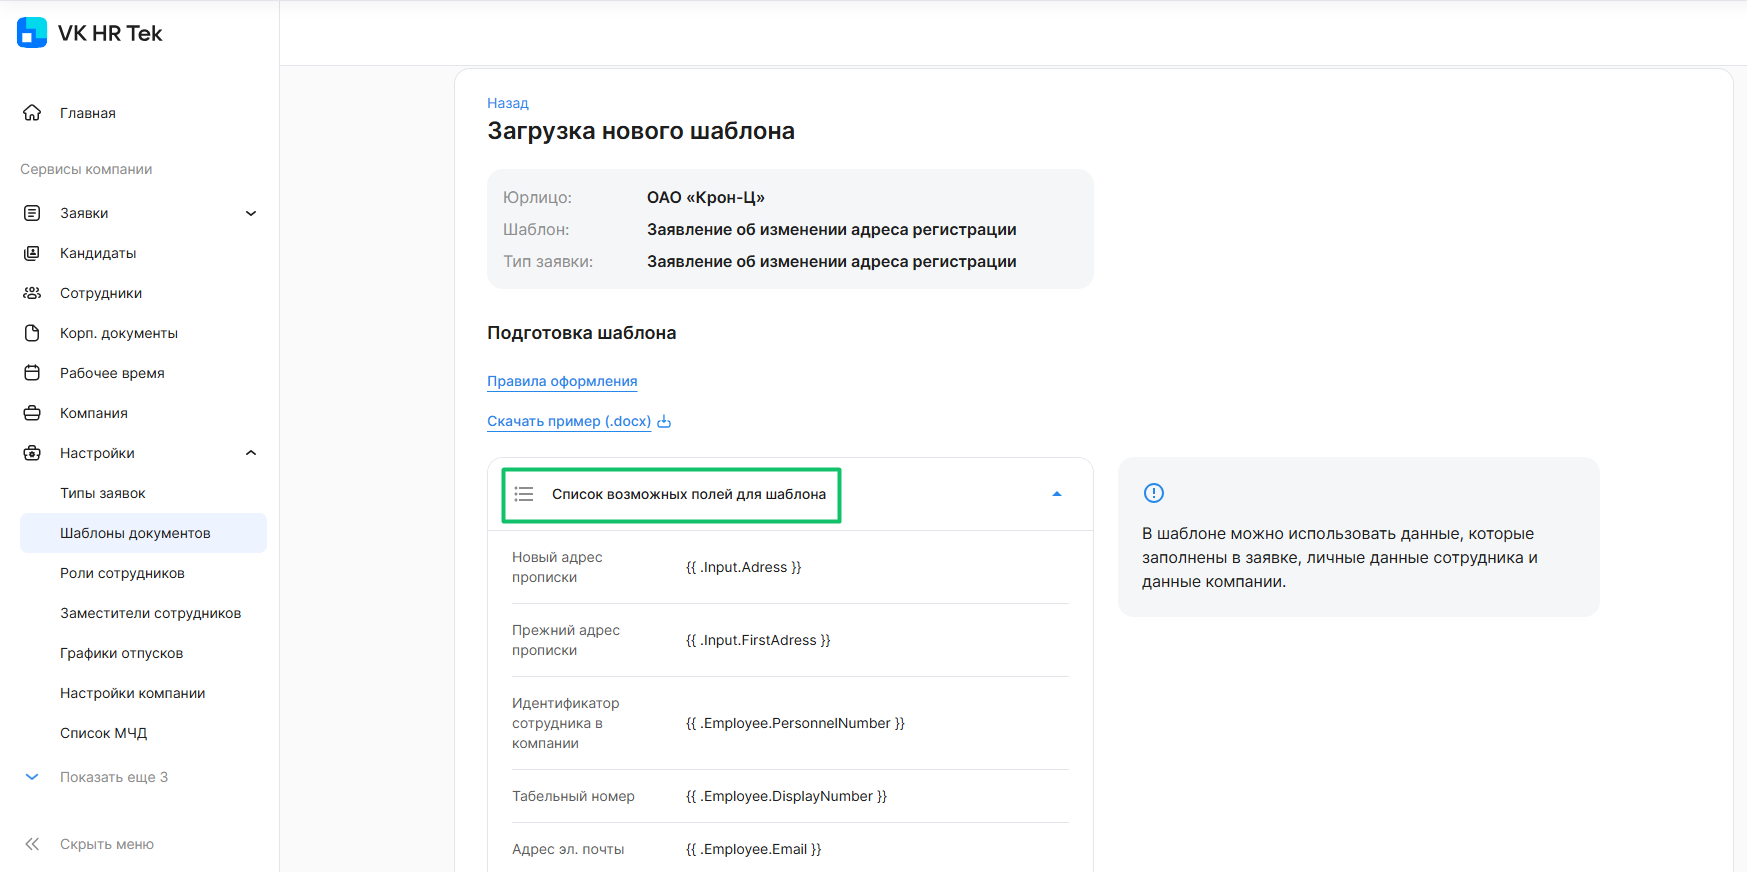 VK HR Tek
Главная
Сервисы компании
Заявки
Кандидаты
Сотрудники
Корп. документы
Рабочее время
Компания
Настройки
Типы заявок
Шаблоны документов
Роли сотрудников
Заместители сотрудников
Графики отпусков
Настройки компании
Список МЧД
Показать еще 3
Скрыть меню
Назад
Загрузка нового шаблона
Юрлицо: ОАО «Крон-Ц»
Шаблон: Заявление об изменении адреса регистрации
Тип заявки: Заявление об изменении адреса регистрации
Подготовка шаблона
Правила оформления
Скачать пример (.docx)
Список возможных полей для шаблона
Новый адрес
прописки
{{ .Input.Adress }}
Прежний адрес
прописки
{{ .Input.FirstAdress }}
Идентификатор
сотрудника в
компании
{{ .Employee.PersonnelNumber }}
Табельный номер {{ .Employee.DisplayNumber }}
Адрес эл. почты {{ .Employee.Email }}
В шаблоне можно использовать данные, которые
заполнены в заявке, личные данные сотрудника и
данные компании.